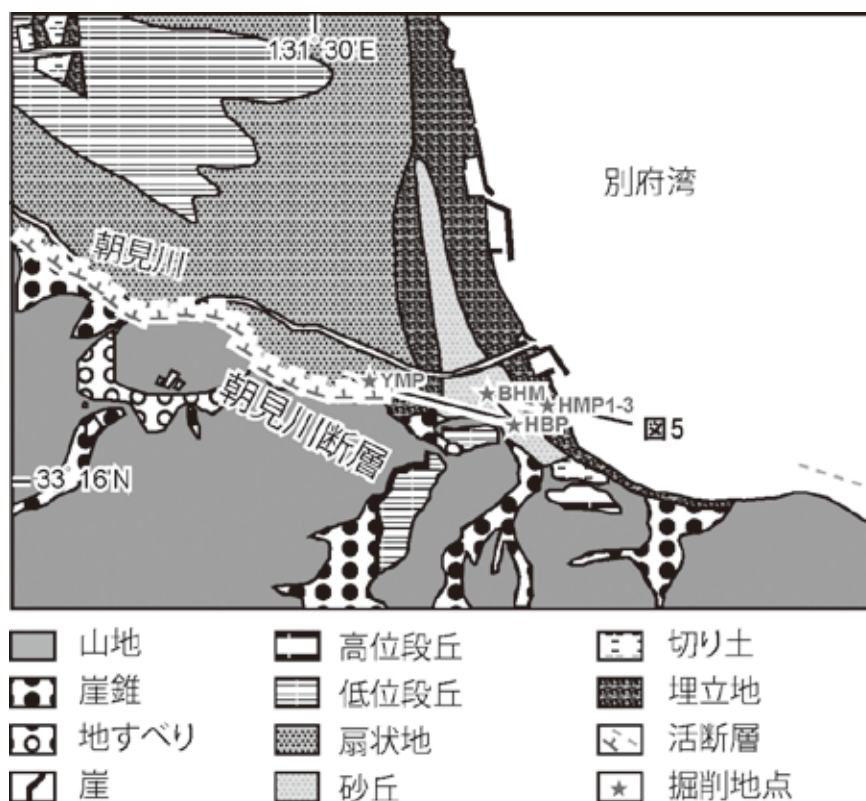 131°30'E
別府湾
朝見川
YMP
BHM
HMP1-3
HBP
図5
朝見川断層
33°16'N
山地
高位段丘
切り土
崖錐
低位段丘
埋立地
地すべり
扇状地
活断層
崖
砂丘
掘削地点